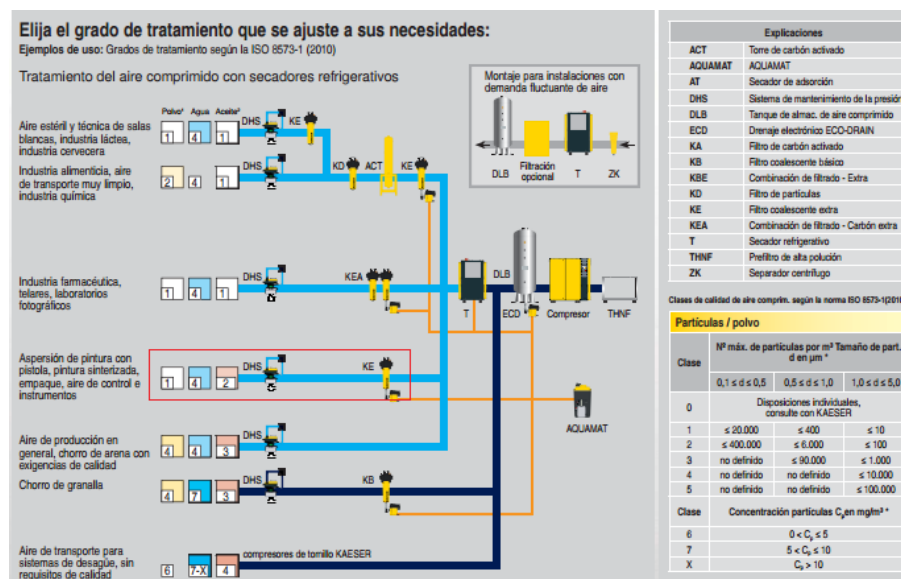 Elija el grado de tratamiento que se ajuste a sus necesidades:
Ejemplos de uso: Grados de tratamiento según la ISO 8573-1 (2010)
Tratamiento del aire comprimido con secadores refrigerativos
Montaje para instalaciones con
demanda fluctuante de aire
DLB Filtración
opcional T ZK
Polvo¹ Agua Aceite²
Aire estéril y técnica de salas
blancas, industria láctea,
industria cervecera
1 4 1 DHS KE
Industria alimenticia, aire
de transporte muy limpio,
industria química
2 4 1 DHS KD ACT KE
Industria farmacéutica,
telares, laboratorios
fotográficos
1 4 1 DHS KEA T DLB ECD Compresor THNF
Aspersión de pintura con
pistola, pintura sinterizada,
empaque, aire de control e
instrumentos
1 4 2 DHS KE
AQUAMAT
Aire de producción en
general, chorro de arena con
exigencias de calidad
4 4 3 DHS
Chorro de granalla
4 7 3 DHS KB
Aire de transporte para
sistemas de desagüe, sin
requisitos de calidad
6 7-X 4 compresores de tornillo KAESER
Explicaciones
ACT Torre de carbón activado
AQUAMAT AQUAMAT
AT Secador de adsorción
DHS Sistema de mantenimiento de la presión
DLB Tanque de almac. de aire comprimido
ECD Drenaje electrónico ECO-DRAIN
KA Filtro de carbón activado
KB Filtro coalescente básico
KBE Combinación de filtrado - Extra
KD Filtro de partículas
KE Filtro coalescente extra
KEA Combinación de filtrado - Carbón extra
T Secador refrigerativo
THNF Prefiltro de alta polución
ZK Separador centrífugo
Clases de calidad de aire comprim. según la norma ISO 8573-1(2010
Partículas / polvo
Clase Nº máx. de partículas por m³ Tamaño de part.
d en µm *
0,1 ≤ d ≤ 0,5 0,5 ≤ d ≤ 1,0 1,0 ≤ d ≤ 5,0
0 Disposiciones individuales,
consulte con KAESER
1 ≤ 20.000 ≤ 400 ≤ 10
2 ≤ 400.000 ≤ 6.000 ≤ 100
3 no definido ≤ 90.000 ≤ 1.000
4 no definido no definido ≤ 10.000
5 no definido no definido ≤ 100.000
Clase Concentración partículas Cₚen mg/m³ *
6 0 < Cₚ ≤ 5
7 5 < Cₚ ≤ 10
X Cₚ > 10